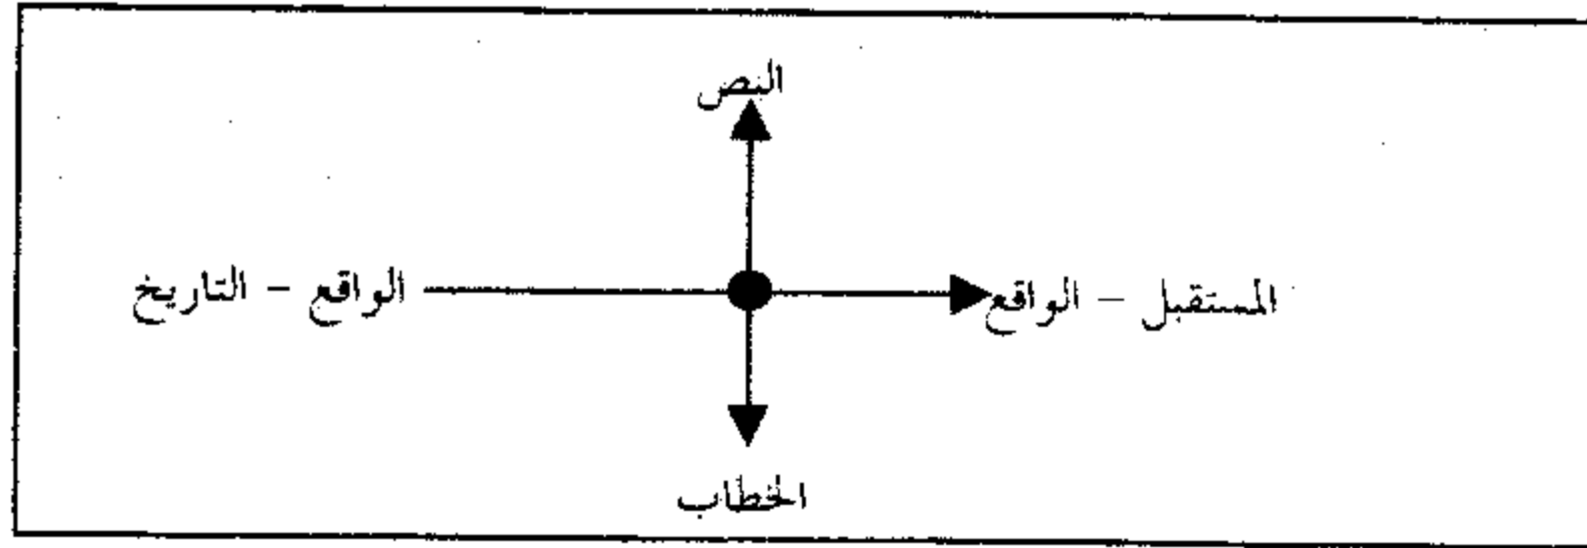 النص
المستقبل – الواقع
الواقع – التاريخ
الخطاب